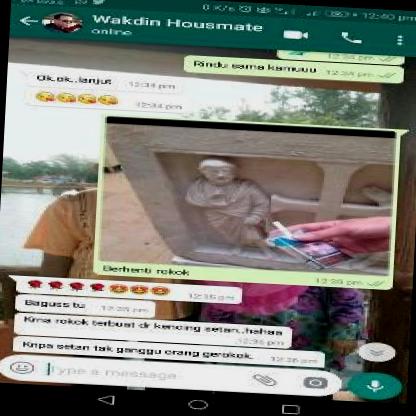 12:40 pm
Wakdin Housmate
online
Rindu sama kamuuu 12:34 pm
Ok.ok..lanjut 12:34 pm
12:34 pm
Berhenti rokok
12:35 pm
12:35 pm
Baguss tu 12:35 pm
Krna rokok terbuat dr kencing setan..hahaa
12:36 pm
Knpa setan tak ganggu orang gerokok.. 12:36 pm
Type a message